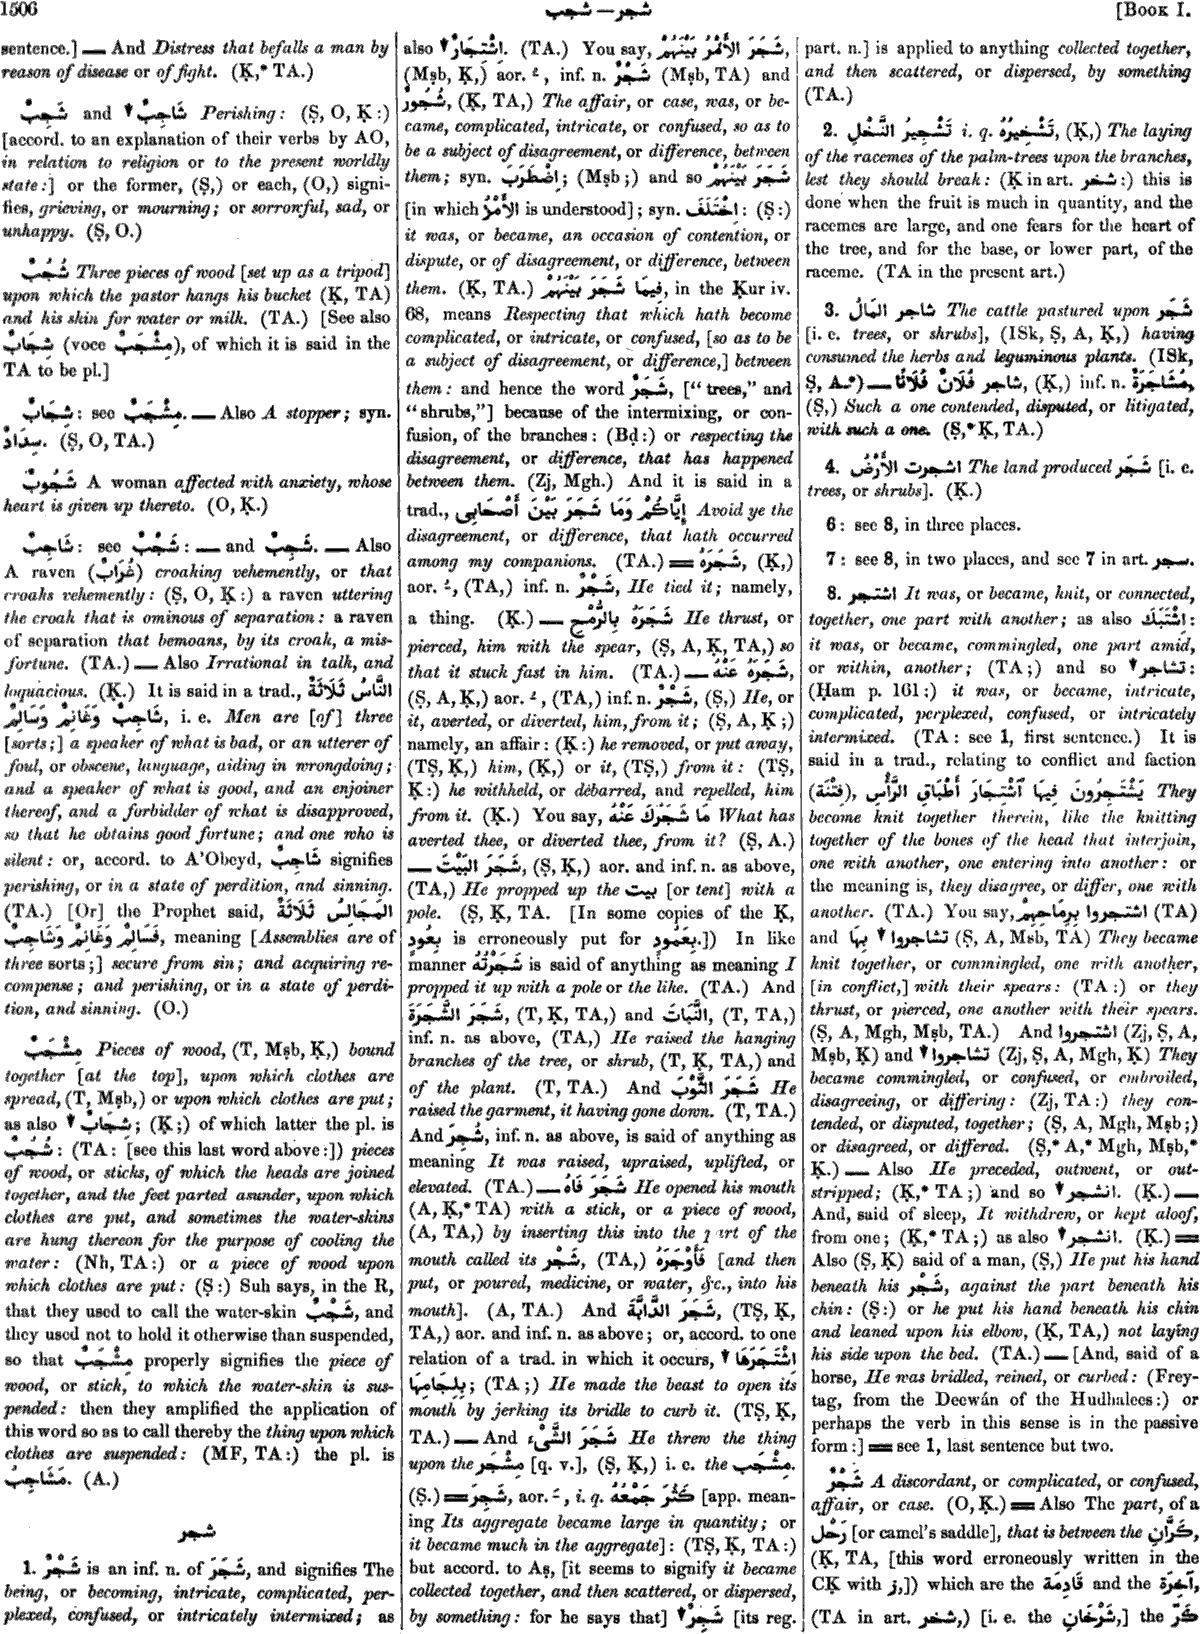 1506
شجب — شجر
[BOOK I.
sentence.] — And Distress that befalls a man by
reason of disease or of fight. (Ḳ,* TA.)
شَجِبٌ and ▼ شَاجِبٌ Perishing: (Ṣ, O, Ḳ:)
[accord. to an explanation of their verbs by AO,
in relation to religion or to the present worldly
state:] or the former, (Ṣ,) or each, (O,) signi-
fies, grieving, or mourning; or sorrowful, sad, or
unhappy. (Ṣ, O.)
شُجُبٌ Three pieces of wood [set up as a tripod]
upon which the pastor hangs his bucket (Ḳ, TA)
and his skin for water or milk. (TA.) [See also
شِجَابٌ (voce مِشْجَبٌ), of which it is said in the
TA to be pl.]
شِجَابٌ: see مِشْجَبٌ. — Also A stopper; syn.
سِدَادٌ. (Ṣ, O, TA.)
شَجُوبٌ A woman affected with anxiety, whose
heart is given up thereto. (O, Ḳ.)
شَاجِبٌ: see شَجْبٌ: — and شَجِبٌ. — Also
A raven (غُرَابٌ) croaking vehemently, or that
croaks vehemently: (Ṣ, O, Ḳ:) a raven uttering
the croak that is ominous of separation: a raven
of separation that bemoans, by its croak, a mis-
fortune. (TA.) — Also Irrational in talk, and
loquacious. (Ḳ.) It is said in a trad., النَّاسُ ثَلَاثَةٌ
شَاجِبٌ وَغَانِمٌ وَسَالِمٌ, i. e. Men are [of] three
[sorts;] a speaker of what is bad, or an utterer of
foul, or obscene, language, aiding in wrongdoing;
and a speaker of what is good, and an enjoiner
thereof, and a forbidder of what is disapproved,
so that he obtains good fortune; and one who is
silent: or, accord. to A'Obeyd, شَاجِبٌ signifies
perishing, or in a state of perdition, and sinning.
(TA.) [Or] the Prophet said, المَجَالِسُ ثَلَاثَةٌ
فَسَالِمٌ وَغَانِمٌ وَشَاجِبٌ, meaning [Assemblies are of
three sorts;] secure from sin; and acquiring re-
compense; and perishing, or in a state of perdi-
tion, and sinning. (O.)
مِشْجَبٌ Pieces of wood, (T, Mṣb, Ḳ,) bound
together [at the top], upon which clothes are
spread, (T, Mṣb,) or upon which clothes are put;
as also ▼ شِجَابٌ; (Ḳ;) of which latter the pl. is
شُجُبٌ: (TA: [see this last word above:]) pieces
of wood, or sticks, of which the heads are joined
together, and the feet parted asunder, upon which
clothes are put, and sometimes the water-skins
are hung thereon for the purpose of cooling the
water: (Nh, TA:) or a piece of wood upon
which clothes are put: (Ṣ:) Suh says, in the R,
that they used to call the water-skin شَجْبٌ, and
they used not to hold it otherwise than suspended,
so that مِشْجَبٌ properly signifies the piece of
wood, or stick, to which the water-skin is sus-
pended: then they amplified the application of
this word so as to call thereby the thing upon which
clothes are suspended: (MF, TA:) the pl. is
مَشَاجِبُ. (A.)
شجر
1. شَجْرٌ is an inf. n. of شَجَرَ, and signifies The
being, or becoming, intricate, complicated, per-
plexed, confused, or intricately intermixed; as
also ▼ اشْتِجَارٌ. (TA.) You say, شَجَرَ الأَمْرُ بَيْنَهُمْ,
(Mṣb, Ḳ,) aor. ـُ, inf. n. شَجْرٌ (Mṣb, TA) and
شُجُورٌ, (Ḳ, TA,) The affair, or case, was, or be-
came, complicated, intricate, or confused, so as to
be a subject of disagreement, or difference, between
them; syn. اِضْطَرَبَ; (Mṣb;) and so شَجَرَ بَيْنَهُمْ
[in which الأَمْرُ is understood]; syn. اِخْتَلَفَ: (Ṣ:)
it was, or became, an occasion of contention, or
dispute, or of disagreement, or difference, between
them. (Ḳ, TA.) فِيمَا شَجَرَ بَيْنَهُمْ, in the Ḳur iv.
68, means Respecting that which hath become
complicated, or intricate, or confused, [so as to be
a subject of disagreement, or difference,] between
them: and hence the word شَجَرٌ, ["trees," and
"shrubs,"] because of the intermixing, or con-
fusion, of the branches: (Bḍ:) or respecting the
disagreement, or difference, that has happened
between them. (Zj, Mgh.) And it is said in a
trad., إِيَّاكُمْ وَمَا شَجَرَ بَيْنَ أَصْحَابِى Avoid ye the
disagreement, or difference, that hath occurred
among my companions. (TA.) = شَجَرَهُ, (Ḳ,)
aor. ـُ, (TA,) inf. n. شَجْرٌ, He tied it; namely,
a thing. (Ḳ.) — شَجَرَهُ بِالرُّمْحِ He thrust, or
pierced, him with the spear, (Ṣ, A, Ḳ, TA,) so
that it stuck fast in him. (TA.) — شَجَرَهُ عَنْهُ,
(Ṣ, A, Ḳ,) aor. ـُ, (TA,) inf. n. شَجْرٌ, (Ṣ,) He, or
it, averted, or diverted, him, from it; (Ṣ, A, Ḳ;)
namely, an affair: (Ḳ:) he removed, or put away,
(TṢ, Ḳ,) him, (Ḳ,) or it, (TṢ,) from it: (TṢ,
Ḳ:) he withheld, or debarred, and repelled, him
from it. (Ḳ.) You say, مَا شَجَرَكَ عَنْهُ What has
averted thee, or diverted thee, from it? (Ṣ, A.)
— شَجَرَ البَيْتَ, (Ṣ, Ḳ,) aor. and inf. n. as above,
(TA,) He propped up the بيت [or tent] with a
pole. (Ṣ, Ḳ, TA. [In some copies of the Ḳ,
بِعُودٍ is erroneously put for بِعَمُودٍ.]) In like
manner شَجَرْتُهُ is said of anything as meaning I
propped it up with a pole or the like. (TA.) And
شَجَرَ الشَّجَرَةَ, (T, Ḳ, TA,) and النَّبَاتَ, (T, TA,)
inf. n. as above, (TA,) He raised the hanging
branches of the tree, or shrub, (T, Ḳ, TA,) and
of the plant. (T, TA.) And شَجَرَ الثَّوْبَ He
raised the garment, it having gone down. (T, TA.)
And شُجِرَ, inf. n. as above, is said of anything as
meaning It was raised, upraised, uplifted, or
elevated. (TA.) — شَجَرَ فَاهُ He opened his mouth
(A, Ḳ,* TA) with a stick, or a piece of wood,
(A, TA,) by inserting this into the part of the
mouth called its شَجْر, (TA,) فَأَوْجَرَهُ [and then
put, or poured, medicine, or water, &c., into his
mouth]. (A, TA.) And شَجَرَ الدَّابَّةَ, (TṢ, Ḳ,
TA,) aor. and inf. n. as above; or, accord. to one
relation of a trad. in which it occurs, ▼ اشْتَجَرَهَا
بِلِجَامِهَا; (TA;) He made the beast to open its
mouth by jerking its bridle to curb it. (TṢ, Ḳ,
TA.) — And شَجَرَ الشَّىْءَ He threw the thing
upon the مِشْجَر [q. v.], (Ṣ, Ḳ,) i. e. the مِشْجَب.
(Ṣ.) = شَجِرَ, aor. ـَ, i. q. كَثُرَ جَمْعُهُ [app. mean-
ing Its aggregate became large in quantity; or
it became much in the aggregate]: (TṢ, Ḳ, TA:)
but accord. to Aṣ, [it seems to signify it became
collected together, and then scattered, or dispersed,
by something: for he says that] ▼ شَجِرٌ [its reg.
part. n.] is applied to anything collected together,
and then scattered, or dispersed, by something
(TA.)
2. تَشْجِيرُ النَّخْلِ i. q. تَشْخِيرُهُ, (Ḳ,) The laying
of the racemes of the palm-trees upon the branches,
lest they should break: (Ḳ in art. شخر:) this is
done when the fruit is much in quantity, and the
racemes are large, and one fears for the heart of
the tree, and for the base, or lower part, of the
raceme. (TA in the present art.)
3. شاجر المَالُ The cattle pastured upon شَجَر
[i. e. trees, or shrubs], (ISk, Ṣ, A, Ḳ,) having
consumed the herbs and leguminous plants. (ISk,
Ṣ, A.*) — شاجر فُلَانٌ فُلَانًا, (Ḳ,) inf. n. مُشَاجَرَةٌ,
(Ṣ,) Such a one contended, disputed, or litigated,
with such a one. (Ṣ,* Ḳ, TA.)
4. اشجرت الأَرْضُ The land produced شَجَر [i. e.
trees, or shrubs]. (Ḳ.)
6: see 8, in three places.
7: see 8, in two places, and see 7 in art. سجر.
8. اشتجر It was, or became, knit, or connected,
together, one part with another; as also اشْتَبَكَ:
it was, or became, commingled, one part amid,
or within, another; (TA;) and so ▼ تشاجر:
(Ḥam p. 161:) it was, or became, intricate,
complicated, perplexed, confused, or intricately
intermixed. (TA: see 1, first sentence.) It is
said in a trad., relating to conflict and faction
(فِتْنَة), يَشْتَجِرُونَ فِيهَا ٱشْتِجَارَ أَطْبَاقِ الرَّأْسِ They
become knit together therein, like the knitting
together of the bones of the head that interjoin,
one with another, one entering into another: or
the meaning is, they disagree, or differ, one with
another. (TA.) You say, اشتجروا بِرِمَاحِهِمْ (TA)
and ▼ تشاجروا بِهَا (Ṣ, A, Mṣb, TA) They became
knit together, or commingled, one with another,
[in conflict,] with their spears: (TA:) or they
thrust, or pierced, one another with their spears.
(Ṣ, A, Mgh, Mṣb, TA.) And اشتجروا (Zj, Ṣ, A,
Mṣb, Ḳ) and ▼ تشاجروا (Zj, Ṣ, A, Mgh, Ḳ) They
became commingled, or confused, or embroiled,
disagreeing, or differing: (Zj, TA:) they con-
tended, or disputed, together; (Ṣ, A, Mgh, Mṣb;)
or disagreed, or differed. (Ṣ,* A,* Mgh, Mṣb,*
Ḳ.) — Also He preceded, outwent, or out-
stripped; (Ḳ,* TA;) and so ▼ انشجر. (Ḳ.) —
And, said of sleep, It withdrew, or kept aloof,
from one; (Ḳ,* TA;) as also ▼ انشجر. (Ḳ.) =
Also (Ṣ, Ḳ) said of a man, (Ṣ,) He put his hand
beneath his شَجْر, against the part beneath his
chin: (Ṣ:) or he put his hand beneath his chin
and leaned upon his elbow, (Ḳ, TA,) not laying
his side upon the bed. (TA.) — [And, said of a
horse, He was bridled, reined, or curbed: (Frey-
tag, from the Deewán of the Hudhalees:) or
perhaps the verb in this sense is in the passive
form:] = see 1, last sentence but two.
شَجْرٌ A discordant, or complicated, or confused,
affair, or case. (O, Ḳ.) = Also The part, of a
رَحْل [or camel's saddle], that is between the كَرَّانِ,
(Ḳ, TA, [this word erroneously written in the
CḲ with ز,]) which are the قَادِمَة and the آخِرَة,
(TA in art. شخر,) [i. e. the شَرْخَانِ,] the كَرّ